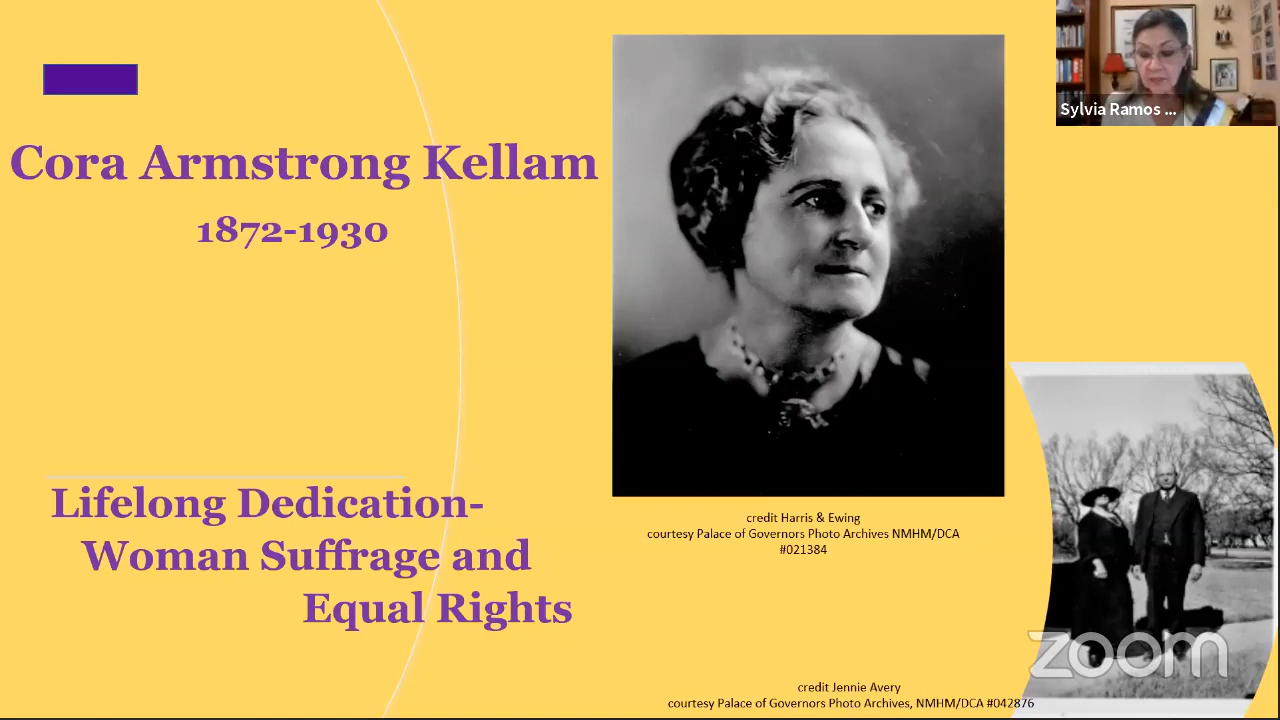 Sylvia Ramos ...
Cora Armstrong Kellam
1872-1930
Lifelong Dedication-
Woman Suffrage and
Equal Rights
credit Harris & Ewing
courtesy Palace of Governors Photo Archives NMHM/DCA
#021384
zoom
credit Jennie Avery
courtesy Palace of Governors Photo Archives, NMHM/DCA #042876